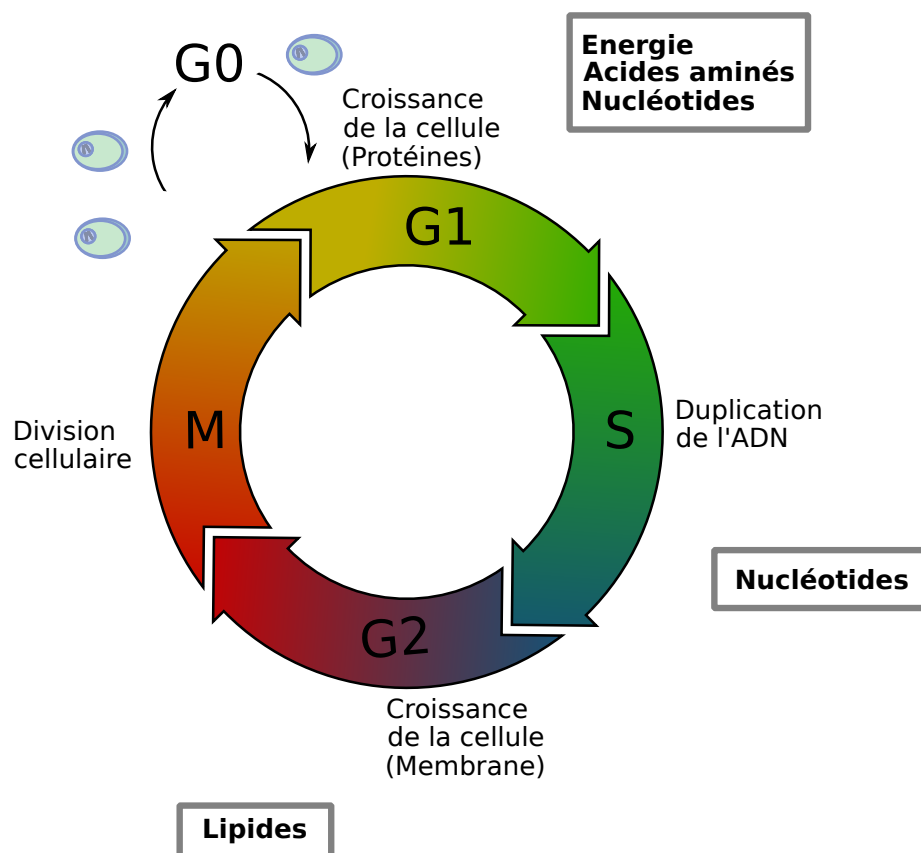 G0
Energie
Acides aminés
Nucléotides
Croissance
de la cellule
(Protéines)
G1
M
S
Division
cellulaire
Duplication
de l'ADN
Nucléotides
G2
Croissance
de la cellule
(Membrane)
Lipides